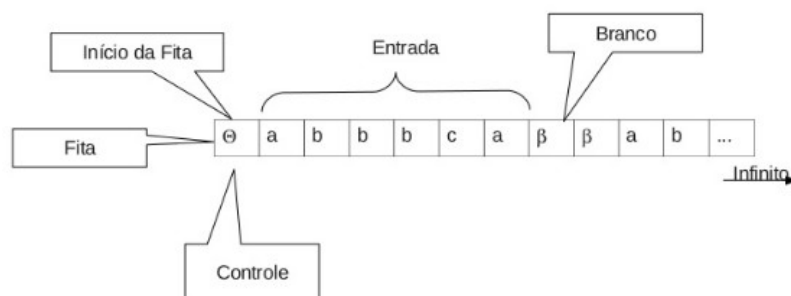 Início da Fita
Entrada
Branco
Fita
Θ a b b b c a β β a b ...
Infinito
Controle